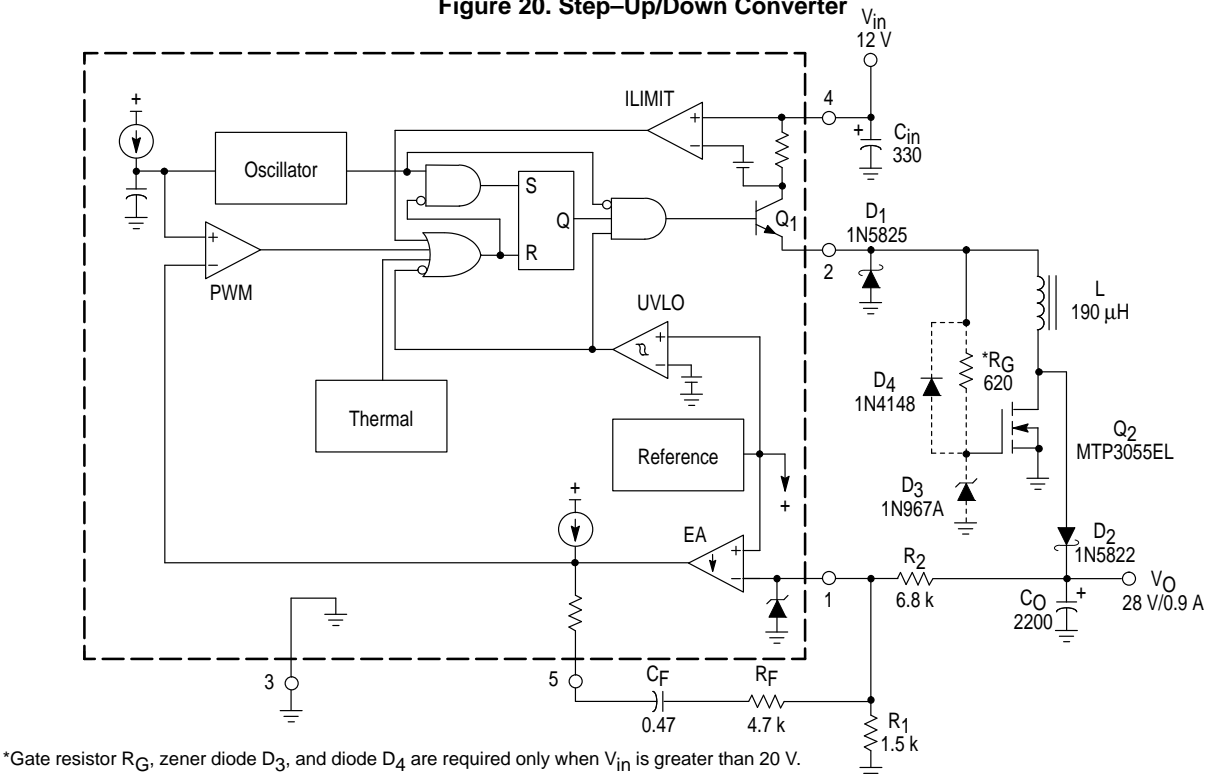 Figure 20. Step–Up/Down Converter
Vin
12 V
4
+
Cin
330
ILIMIT
+
–
+
Oscillator
S
Q
R
Q1
D1
1N5825
2
+
–
PWM
L
190 µH
UVLO
+
–
*RG
620
D4
1N4148
Thermal
Q2
MTP3055EL
Reference
+
D3
1N967A
+
EA
+
–
D2
1N5822
1
R2
6.8 k
VO
28 V/0.9 A
CO
2200
+
3
5
CF
0.47
RF
4.7 k
R1
1.5 k
*Gate resistor RG, zener diode D3, and diode D4 are required only when Vin is greater than 20 V.